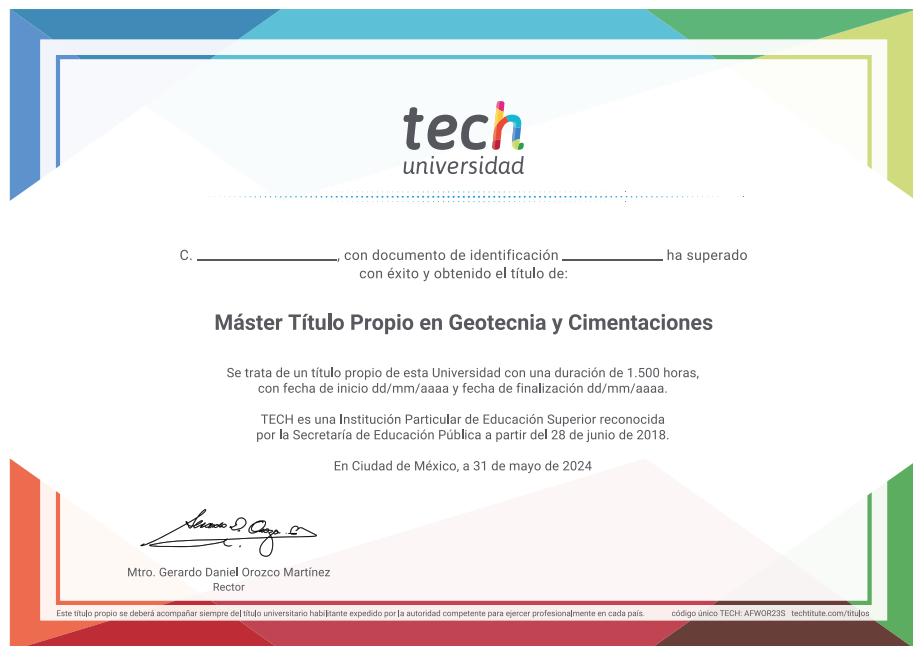 tech
universidad
C. __________________, con documento de identificación _____________ ha superado
con éxito y obtenido el título de:
Máster Título Propio en Geotecnia y Cimentaciones
Se trata de un título propio de esta Universidad con una duración de 1.500 horas,
con fecha de inicio dd/mm/aaaa y fecha de finalización dd/mm/aaaa.
TECH es una Institución Particular de Educación Superior reconocida
por la Secretaría de Educación Pública a partir del 28 de junio de 2018.
En Ciudad de México, a 31 de mayo de 2024
Mtro. Gerardo Daniel Orozco Martínez
Rector
Este título propio se deberá acompañar siempre del título universitario habilitante expedido por la autoridad competente para ejercer profesionalmente en cada país. código único TECH: AFWOR23S techtitute.com/titulos